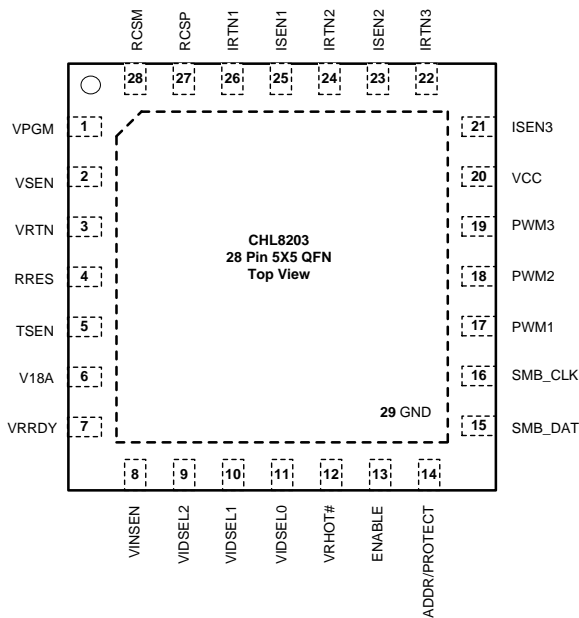 RCSM
RCSP
IRTN1
ISEN1
IRTN2
ISEN2
IRTN3
28
27
26
25
24
23
22
VPGM 1
VSEN 2
VRTN 3
RRES 4
TSEN 5
V18A 6
VRRDY 7
CHL8203
28 Pin 5X5 QFN
Top View
29 GND
21 ISEN3
20 VCC
19 PWM3
18 PWM2
17 PWM1
16 SMB_CLK
15 SMB_DAT
8
9
10
11
12
13
14
VINSEN
VIDSEL2
VIDSEL1
VIDSEL0
VRHOT#
ENABLE
ADDR/PROTECT